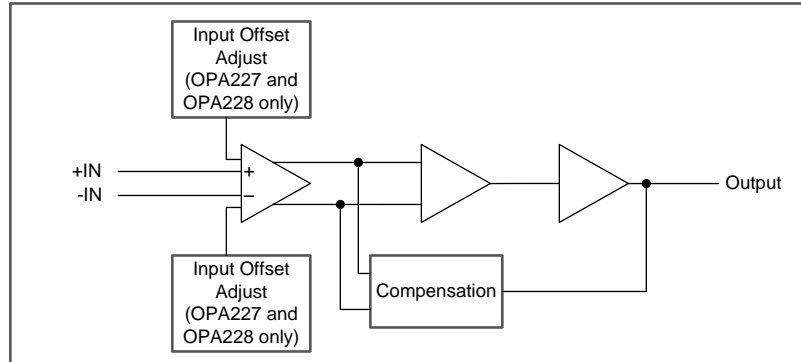 Input Offset
Adjust
(OPA227 and
OPA228 only)
+IN
-IN
+
−
Output
Input Offset
Adjust
(OPA227 and
OPA228 only)
Compensation